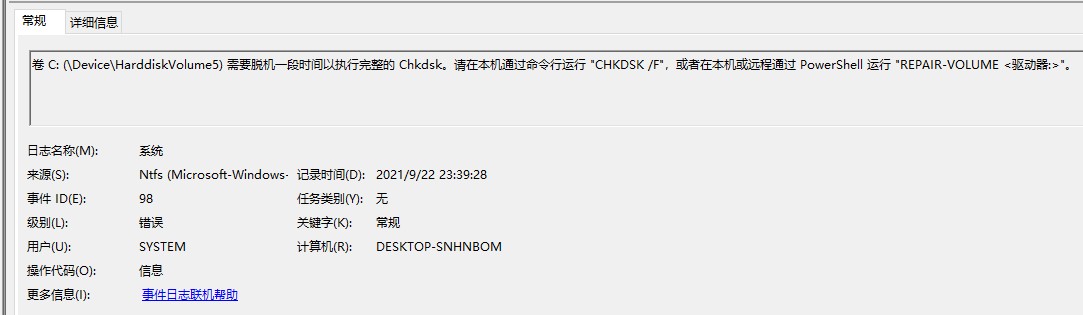 常规 详细信息
卷 C: (\Device\HarddiskVolume5) 需要脱机一段时间以执行完整的 Chkdsk。请在本机通过命令行运行 "CHKDSK /F"，或者在本机或远程通过 PowerShell 运行 "REPAIR-VOLUME <驱动器:>"。
日志名称(M): 系统
来源(S): Ntfs (Microsoft-Windows- 记录时间(D): 2021/9/22 23:39:28
事件 ID(E): 98 任务类别(Y): 无
级别(L): 错误 关键字(K): 常规
用户(U): SYSTEM 计算机(R): DESKTOP-SNHNBOM
操作代码(O): 信息
更多信息(I): 事件日志联机帮助